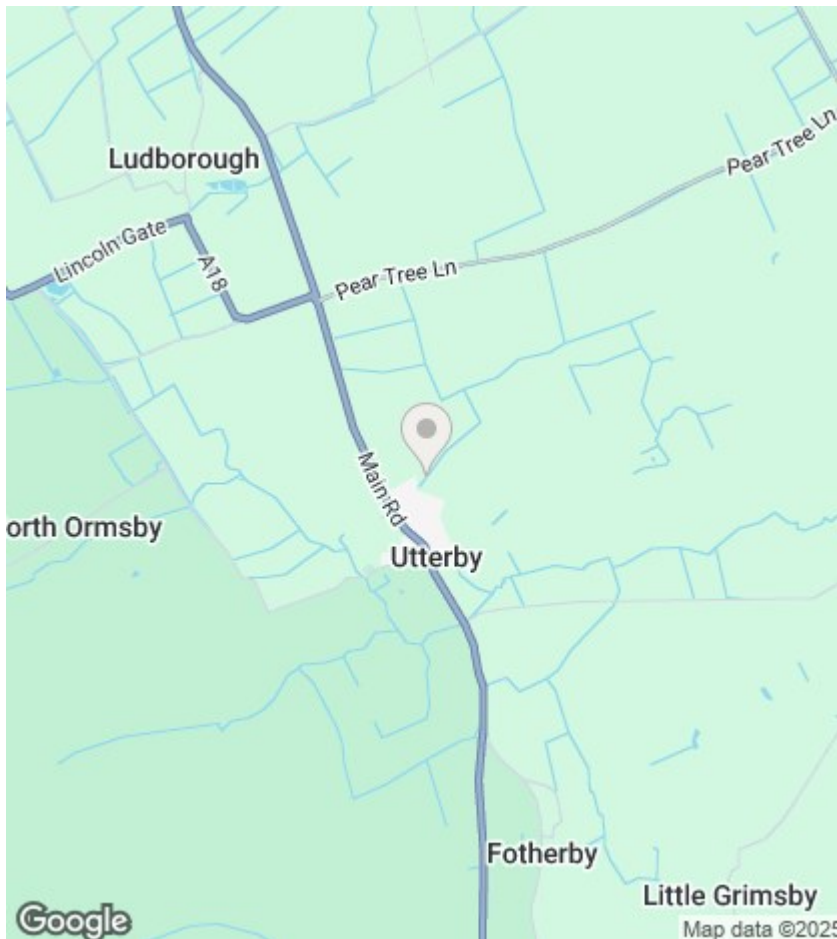 Ludborough
Pear Tree Ln
Lincoln Gate
A18
Pear Tree Ln
Main Rd
orth Ormsby
Utterby
Fotherby
Little Grimsby
Google
Map data ©2025